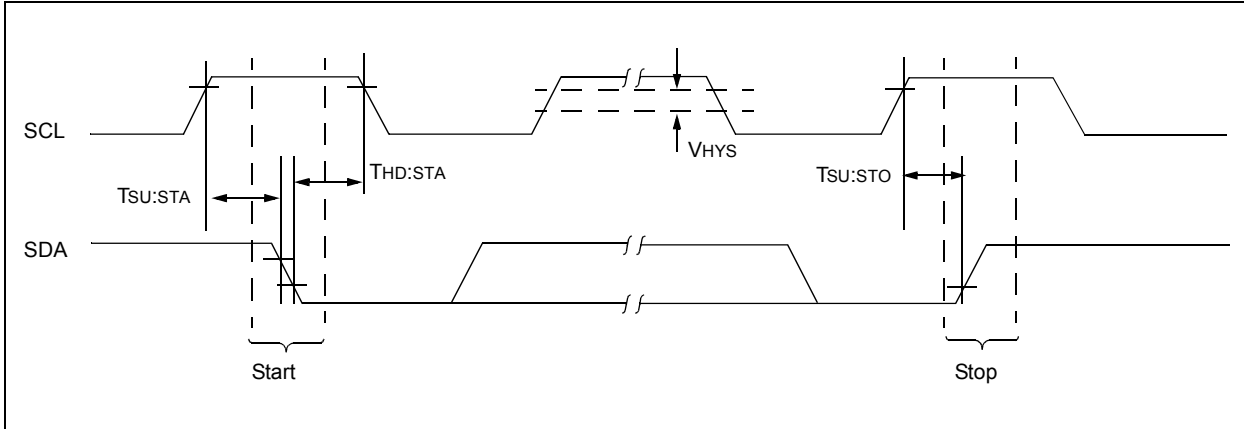 SCL
VHYS
THD:STA
TSU:STA
TSU:STO
SDA
Start
Stop